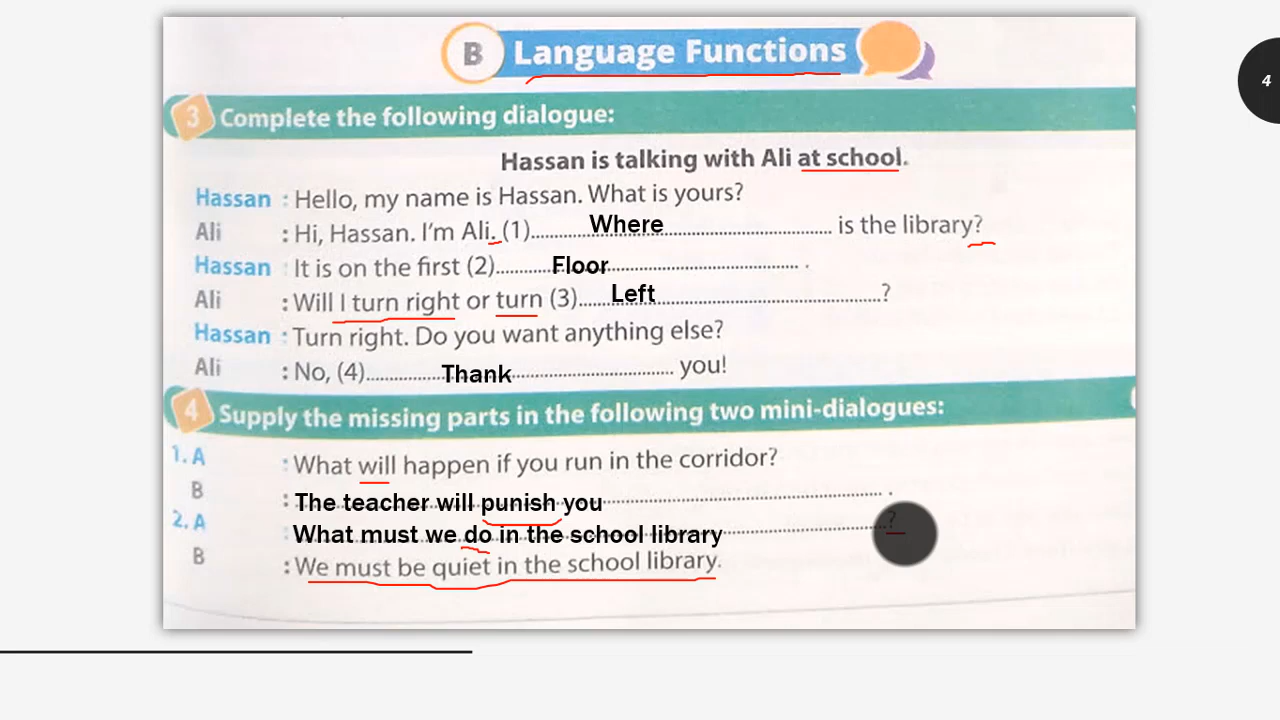 B Language Functions
4
3 Complete the following dialogue:
Hassan is talking with Ali at school.
Hassan : Hello, my name is Hassan. What is yours?
Ali : Hi, Hassan. I'm Ali. (1)..........Where.......... is the library?
Hassan : It is on the first (2)..........Floor.......... .
Ali : Will I turn right or turn (3)..........Left..........?
Hassan : Turn right. Do you want anything else?
Ali : No, (4)..........Thank.......... you!
4 Supply the missing parts in the following two mini-dialogues:
1. A : What will happen if you run in the corridor?
B : The teacher will punish you .......... .
2. A : What must we do in the school library ..........?
B : We must be quiet in the school library.